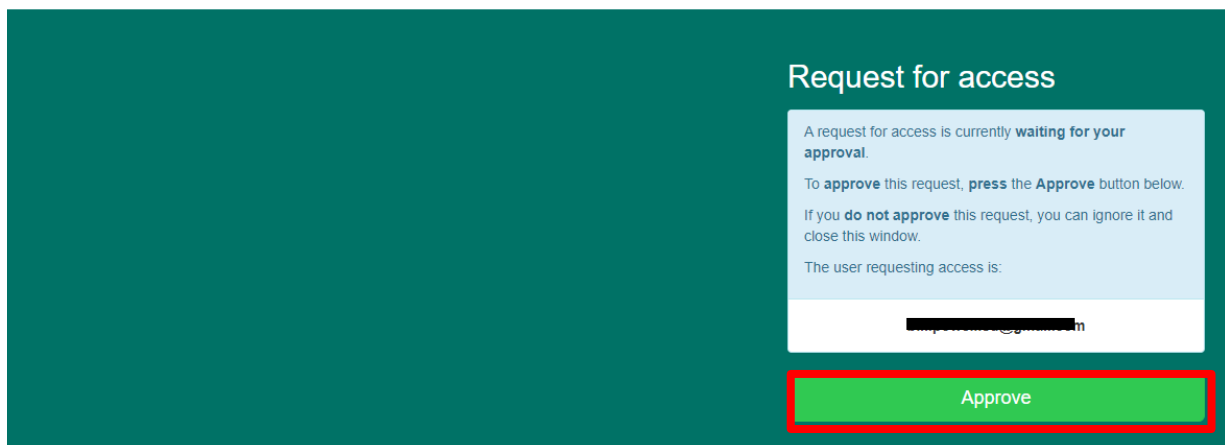 Request for access
A request for access is currently waiting for your
approval.
To approve this request, press the Approve button below.
If you do not approve this request, you can ignore it and
close this window.
The user requesting access is:
Approve